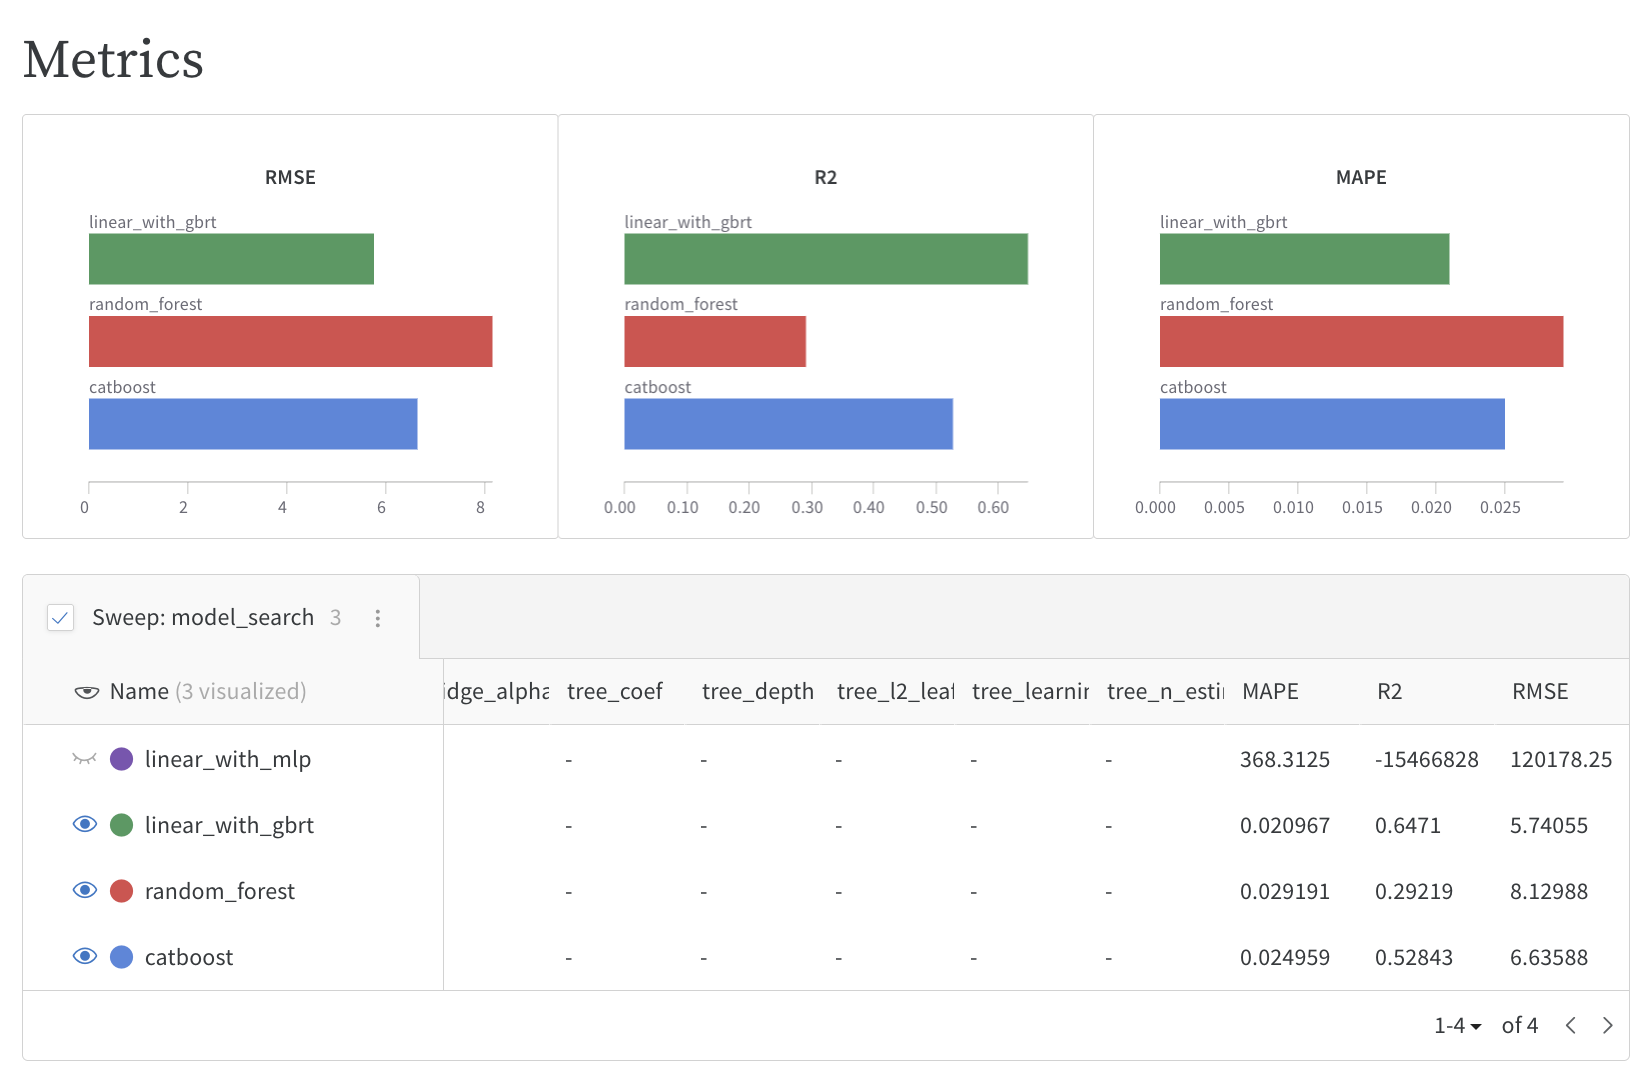 Metrics
RMSE
linear_with_gbrt
random_forest
catboost
0 2 4 6 8
R2
linear_with_gbrt
random_forest
catboost
0.00 0.10 0.20 0.30 0.40 0.50 0.60
MAPE
linear_with_gbrt
random_forest
catboost
0.000 0.005 0.010 0.015 0.020 0.025
Sweep: model_search 3
Name (3 visualized) idge_alpha tree_coef tree_depth tree_l2_leaf tree_learnin tree_n_estir MAPE R2 RMSE
linear_with_mlp - - - - - 368.3125 -15466828 120178.25
linear_with_gbrt - - - - - 0.020967 0.6471 5.74055
random_forest - - - - - 0.029191 0.29219 8.12988
catboost - - - - - 0.024959 0.52843 6.63588
1-4 of 4